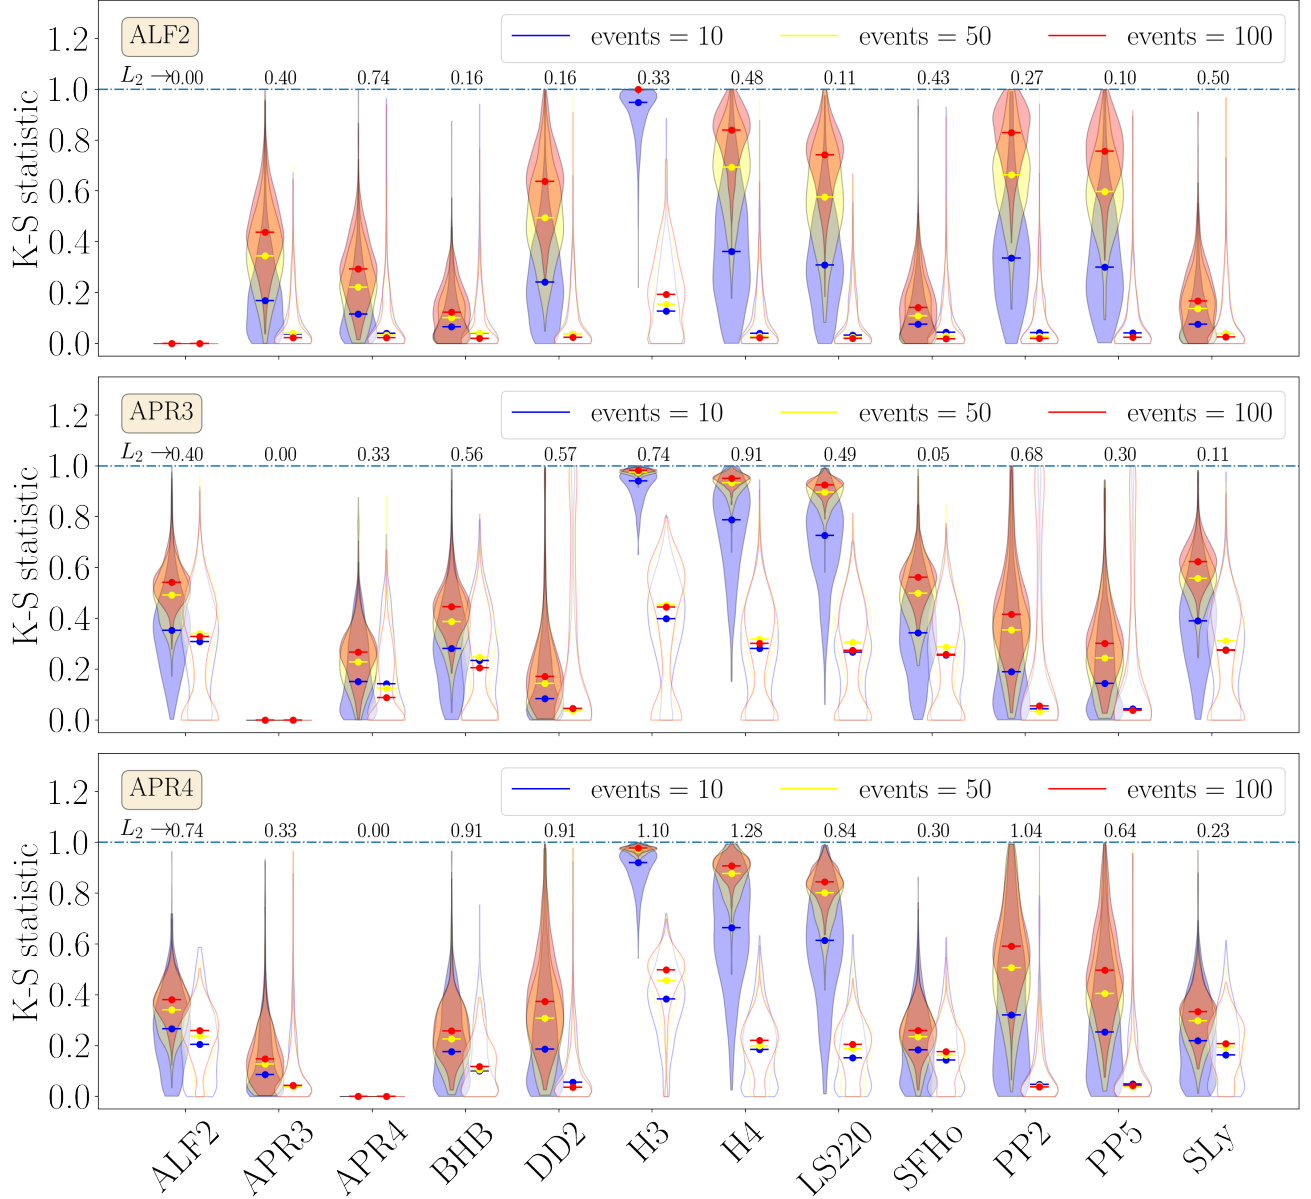 ALF2
events = 10 events = 50 events = 100
1.2
L2 → 0.00 0.40 0.74 0.16 0.16 0.33 0.48 0.11 0.43 0.27 0.10 0.50
1.0
0.8
0.6
0.4
0.2
0.0
K-S statistic
APR3
events = 10 events = 50 events = 100
1.2
L2 → 0.40 0.00 0.33 0.56 0.57 0.74 0.91 0.49 0.05 0.68 0.30 0.11
1.0
0.8
0.6
0.4
0.2
0.0
K-S statistic
APR4
events = 10 events = 50 events = 100
1.2
L2 → 0.74 0.33 0.00 0.91 0.91 1.10 1.28 0.84 0.30 1.04 0.64 0.23
1.0
0.8
0.6
0.4
0.2
0.0
K-S statistic
ALF2 APR3 APR4 BHB DD2 H3 H4 LS220 SFHo PP2 PP5 SLy